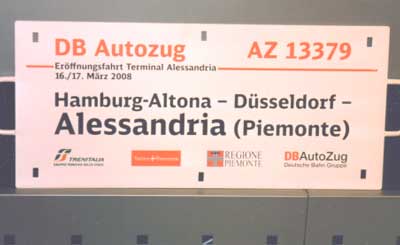 DB Autozug AZ 13379
Eröffnungsfahrt Terminal Alessandria
16./17. März 2008
Hamburg-Altona – Düsseldorf –
Alessandria (Piemonte)
TRENITALIA
REGIONE
PIEMONTE
DBAutoZug
Deutsche Bahn Gruppe